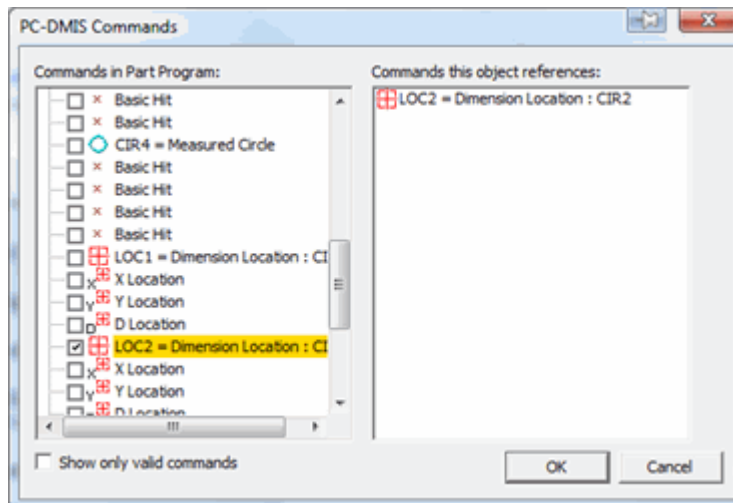 PC-DMIS Commands
Commands in Part Program:
Basic Hit
Basic Hit
CIR4 = Measured Circle
Basic Hit
Basic Hit
Basic Hit
Basic Hit
LOC1 = Dimension Location : CI
X X Location
Y Y Location
D D Location
LOC2 = Dimension Location : CI
X X Location
Y Y Location
D Location
Show only valid commands
Commands this object references:
LOC2 = Dimension Location : CIR2
OK
Cancel